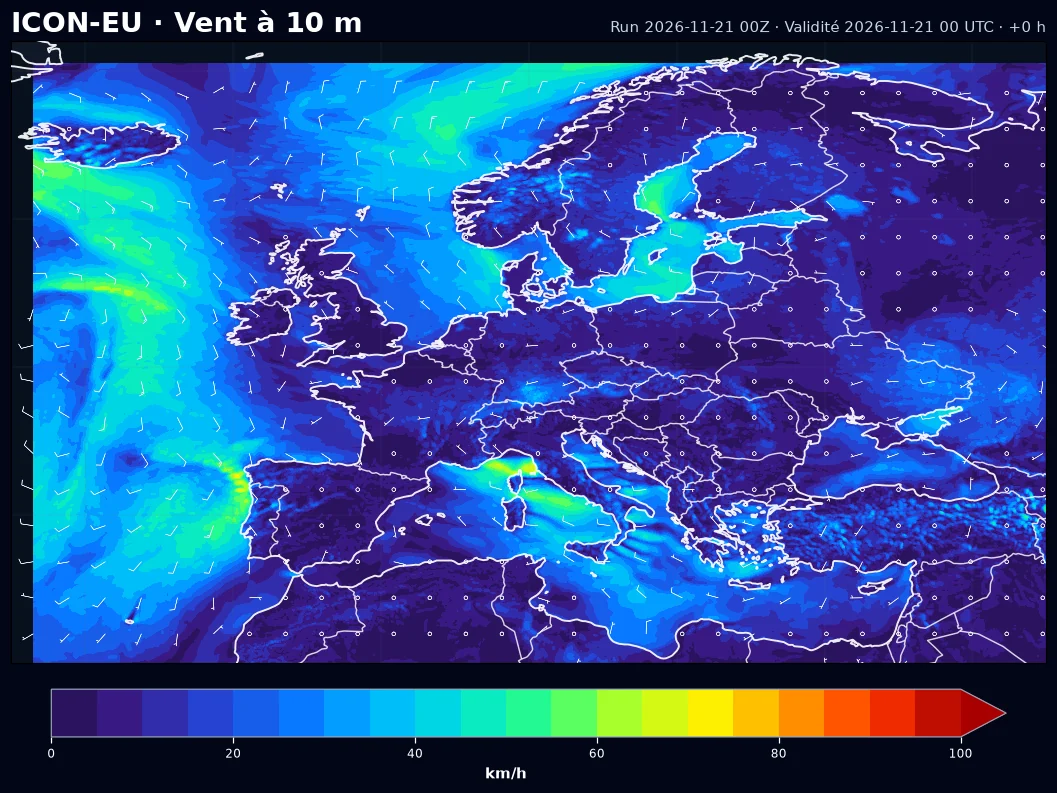 ICON-EU · Vent à 10 m
Run 2026-11-21 00Z · Validité 2026-11-21 00 UTC · +0 h
0 20 40 60 80 100
km/h